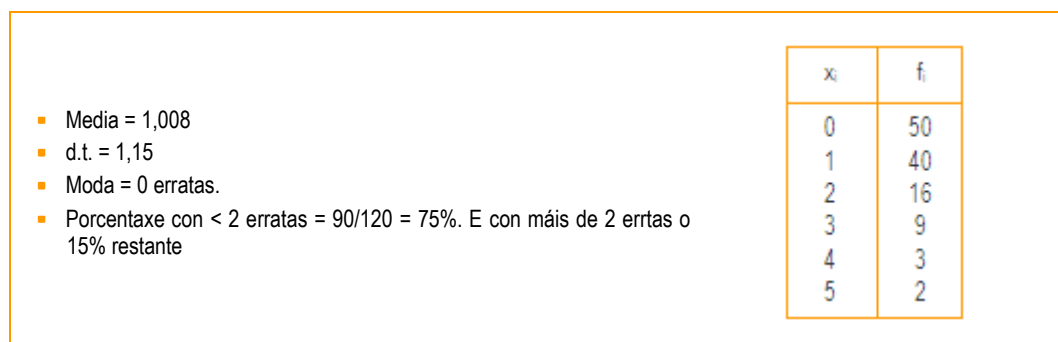 Media = 1,008
d.t. = 1,15
Moda = 0 erratas.
Porcentaxe con < 2 erratas = 90/120 = 75%. E con máis de 2 errtas o
15% restante
xᵢ fᵢ
0 50
1 40
2 16
3 9
4 3
5 2